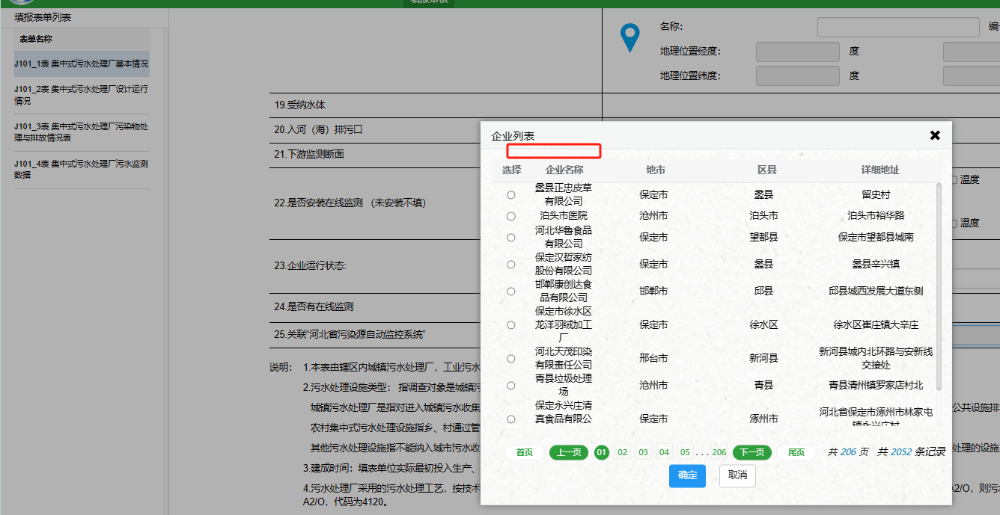 填报审核
填报表单列表
表单名称
J101_1表 集中式污水处理厂基本情况
J101_2表 集中式污水处理厂设计运行
情况
J101_3表 集中式污水处理厂污染物处
理与排放情况表
J101_4表 集中式污水处理厂污水监测
数据
名称:
地理位置经度: 度
地理位置纬度: 度
19.受纳水体
20.入河（海）排污口
21.下游监测断面
22.是否安装在线监测 （未安装不填）
温度
温度
23.企业运行状态:
24.是否有在线监测
25.关联“河北省污染源自动监控系统”
说明: 1.本表由辖区内城镇污水处理厂，工业污水
2.污水处理设施类型: 指调查对象是城镇污
城镇污水处理厂是指对进入城镇污水收集
公共设施排
农村集中式污水处理设施指乡、村通过管
其他污水处理设施指不能纳入城市污水收
处理的设施
3.建成时间: 填表单位实际最初投入生产、
4.污水处理厂采用的污水处理工艺，按技术
A2/O，则污
A2/O，代码为4120。
企业列表
选择 企业名称 地市 区县 详细地址
蠡县正忠皮草
有限公司 保定市 蠡县 留史村
泊头市医院 沧州市 泊头市 泊头市裕华路
河北华鲁食品
有限公司 保定市 望都县 保定市望都县城南
保定汉哲家纺
股份有限公司 保定市 蠡县 蠡县辛兴镇
邯郸康创达食
品有限公司 邯郸市 邱县 邱县城西发展大道东侧
保定市徐水区
龙洋羽绒加工
厂 保定市 徐水区 徐水区崔庄镇大辛庄
河北天茂印染
有限责任公司 邢台市 新河县 新河县城内北环路与安新线
交接处
青县垃圾处理
场 沧州市 青县 青县清州镇罗家店村北
保定永兴庄清
真食品有限公 保定市 涿州市 河北省保定市涿州市林家屯
镇永兴庄村
首页 上一页 01 02 03 04 05 ... 206 下一页 尾页 共 206 页 共 2052 条记录
确定 取消